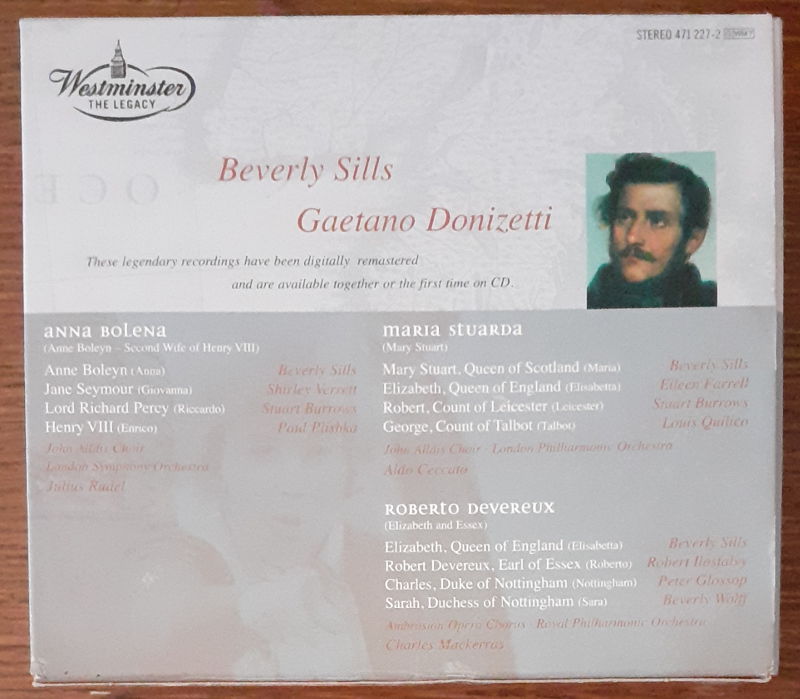 STEREO 471 227-2
Westminster
THE LEGACY
Beverly Sills
Gaetano Donizetti
These legendary recordings have been digitally remastered
and are available together or the first time on CD.
Anna Bolena
(Anne Boleyn – Second Wife of Henry VIII)
Anne Boleyn (Anna) Beverly Sills
Jane Seymour (Giovanna) Shirley Verrett
Lord Richard Percy (Riccardo) Stuart Burrows
Henry VIII (Enrico) Paul Plishka
John Alldis Choir
London Symphony Orchestra
Julius Rudel
Maria Stuarda
(Mary Stuart)
Mary Stuart, Queen of Scotland (Maria) Beverly Sills
Elizabeth, Queen of England (Elisabetta) Eileen Farrell
Robert, Count of Leicester (Leicester) Stuart Burrows
George, Count of Talbot (Talbot) Louis Quilico
John Alldis Choir · London Philharmonic Orchestra
Aldo Ceccato
Roberto Devereux
(Elizabeth and Essex)
Elizabeth, Queen of England (Elisabetta) Beverly Sills
Robert Devereux, Earl of Essex (Roberto) Robert Ilosfalvy
Charles, Duke of Nottingham (Nottingham) Peter Glossop
Sarah, Duchess of Nottingham (Sara) Beverly Wolff
Ambrosian Opera Chorus · Royal Philharmonic Orchestra
Charles Mackerras